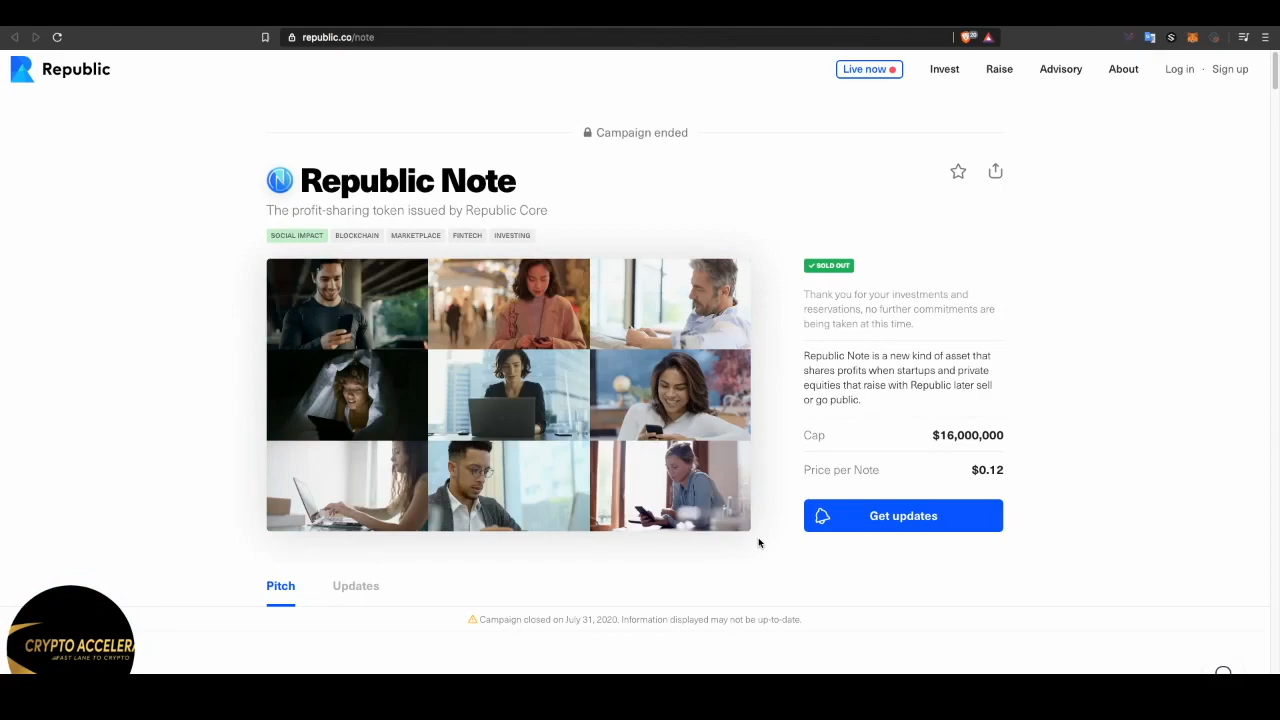 republic.co/note
20
Republic
Live now
Invest
Raise
Advisory
About
Log in · Sign up
Campaign ended
Republic Note
The profit-sharing token issued by Republic Core
SOCIAL IMPACT
BLOCKCHAIN
MARKETPLACE
FINTECH
INVESTING
✓ SOLD OUT
Thank you for your investments and
reservations, no further commitments are
being taken at this time.
Republic Note is a new kind of asset that
shares profits when startups and private
equities that raise with Republic later sell
or go public.
Cap $16,000,000
Price per Note $0.12
Get updates
Pitch
Updates
Campaign closed on July 31, 2020. Information displayed may not be up-to-date.
CRYPTO ACCELERA
FAST LANE TO CRYPTO